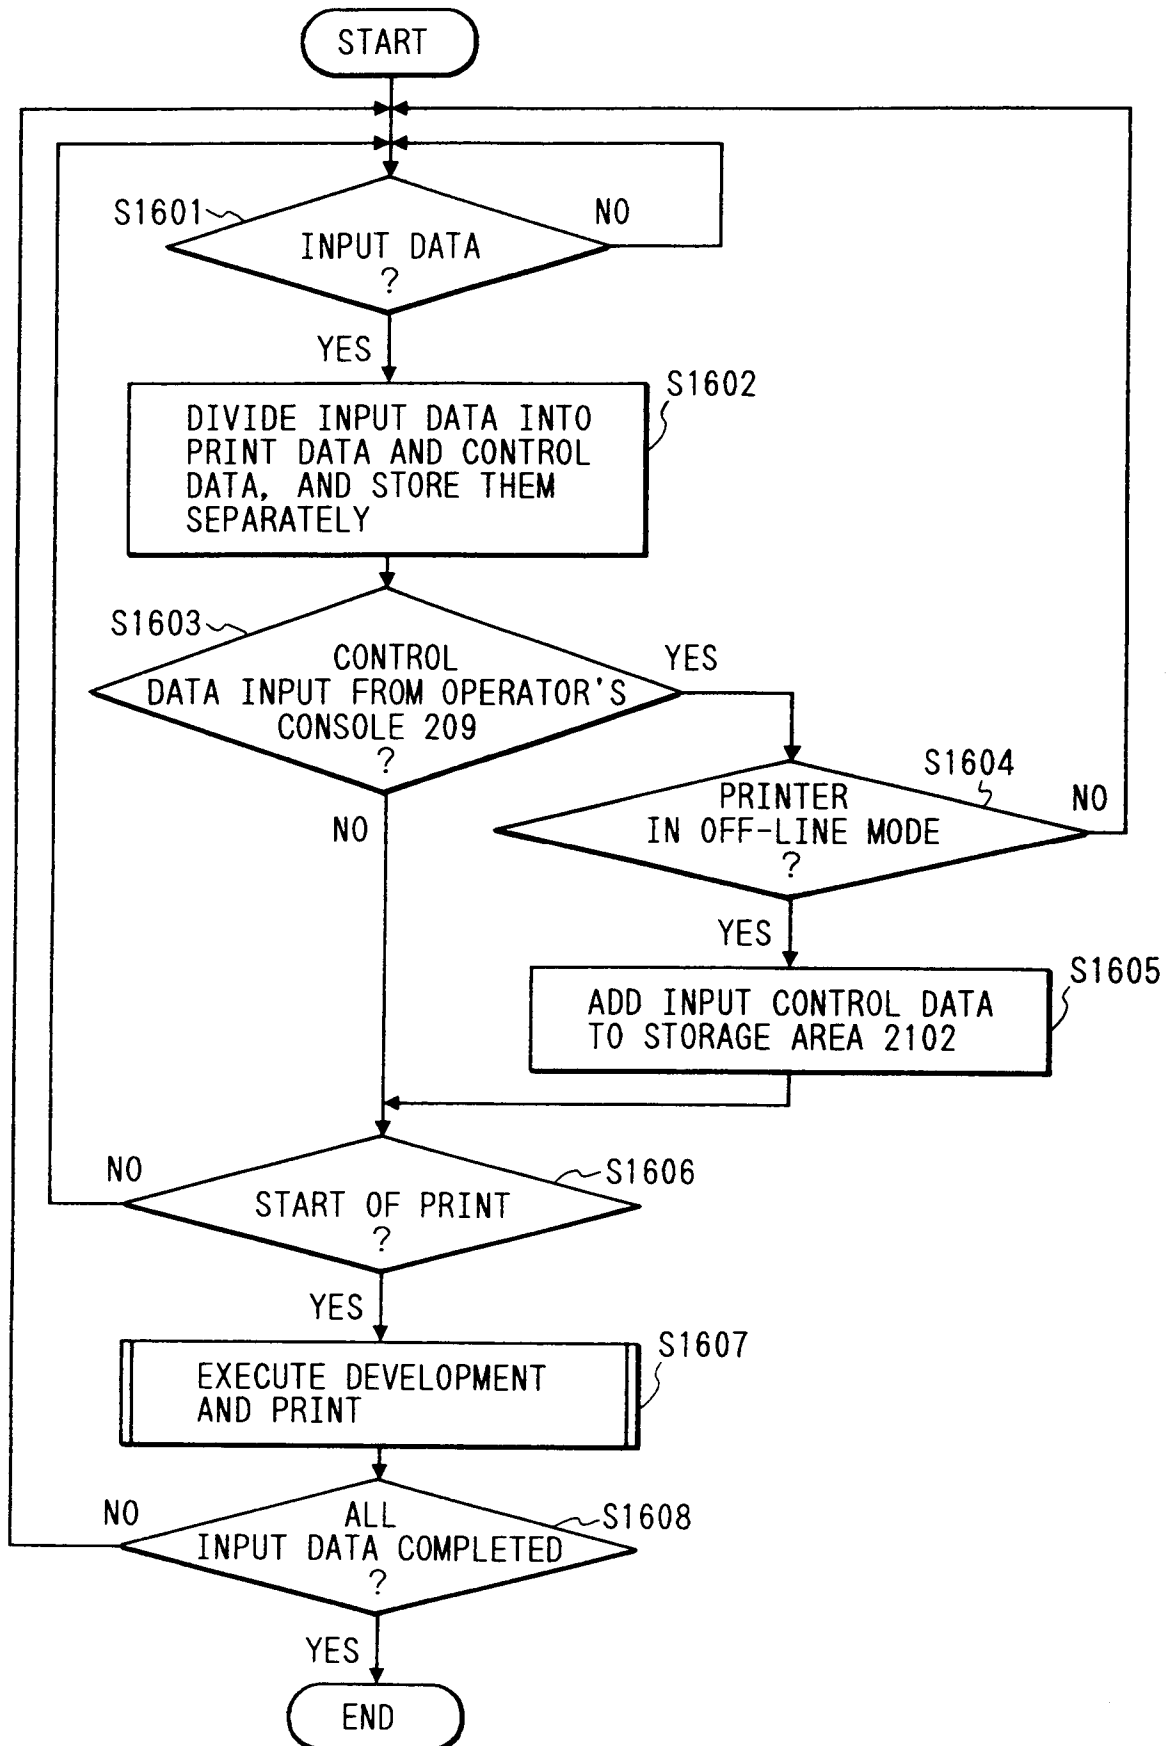 START
S1601
NO
INPUT DATA
?
YES
S1602
DIVIDE INPUT DATA INTO
PRINT DATA AND CONTROL
DATA, AND STORE THEM
SEPARATELY
S1603
CONTROL
DATA INPUT FROM OPERATOR'S
CONSOLE 209
?
YES
NO
S1604
PRINTER
IN OFF-LINE MODE
?
NO
YES
S1605
ADD INPUT CONTROL DATA
TO STORAGE AREA 2102
NO
S1606
START OF PRINT
?
YES
S1607
EXECUTE DEVELOPMENT
AND PRINT
NO
S1608
ALL
INPUT DATA COMPLETED
?
YES
END